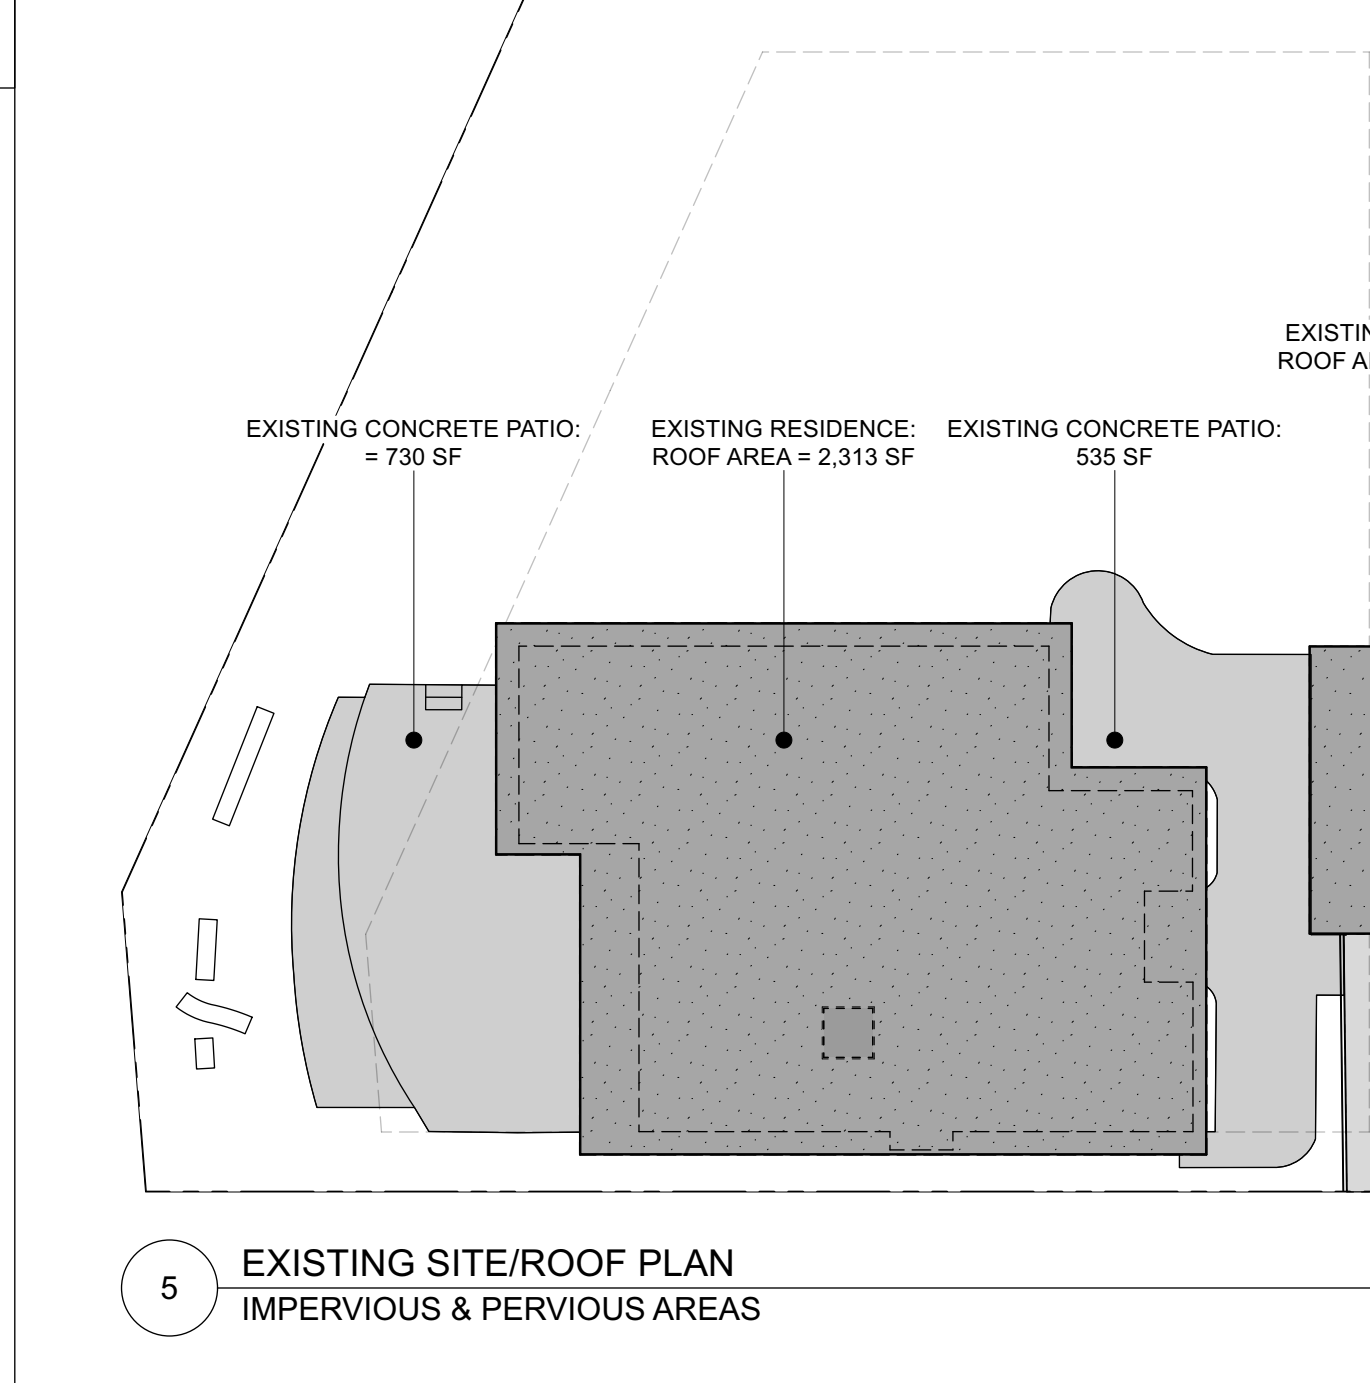 EXISTING CONCRETE PATIO:
= 730 SF
EXISTING RESIDENCE:
ROOF AREA = 2,313 SF
EXISTING CONCRETE PATIO:
535 SF
ROOF
5
EXISTING SITE/ROOF PLAN
IMPERVIOUS & PERVIOUS AREAS